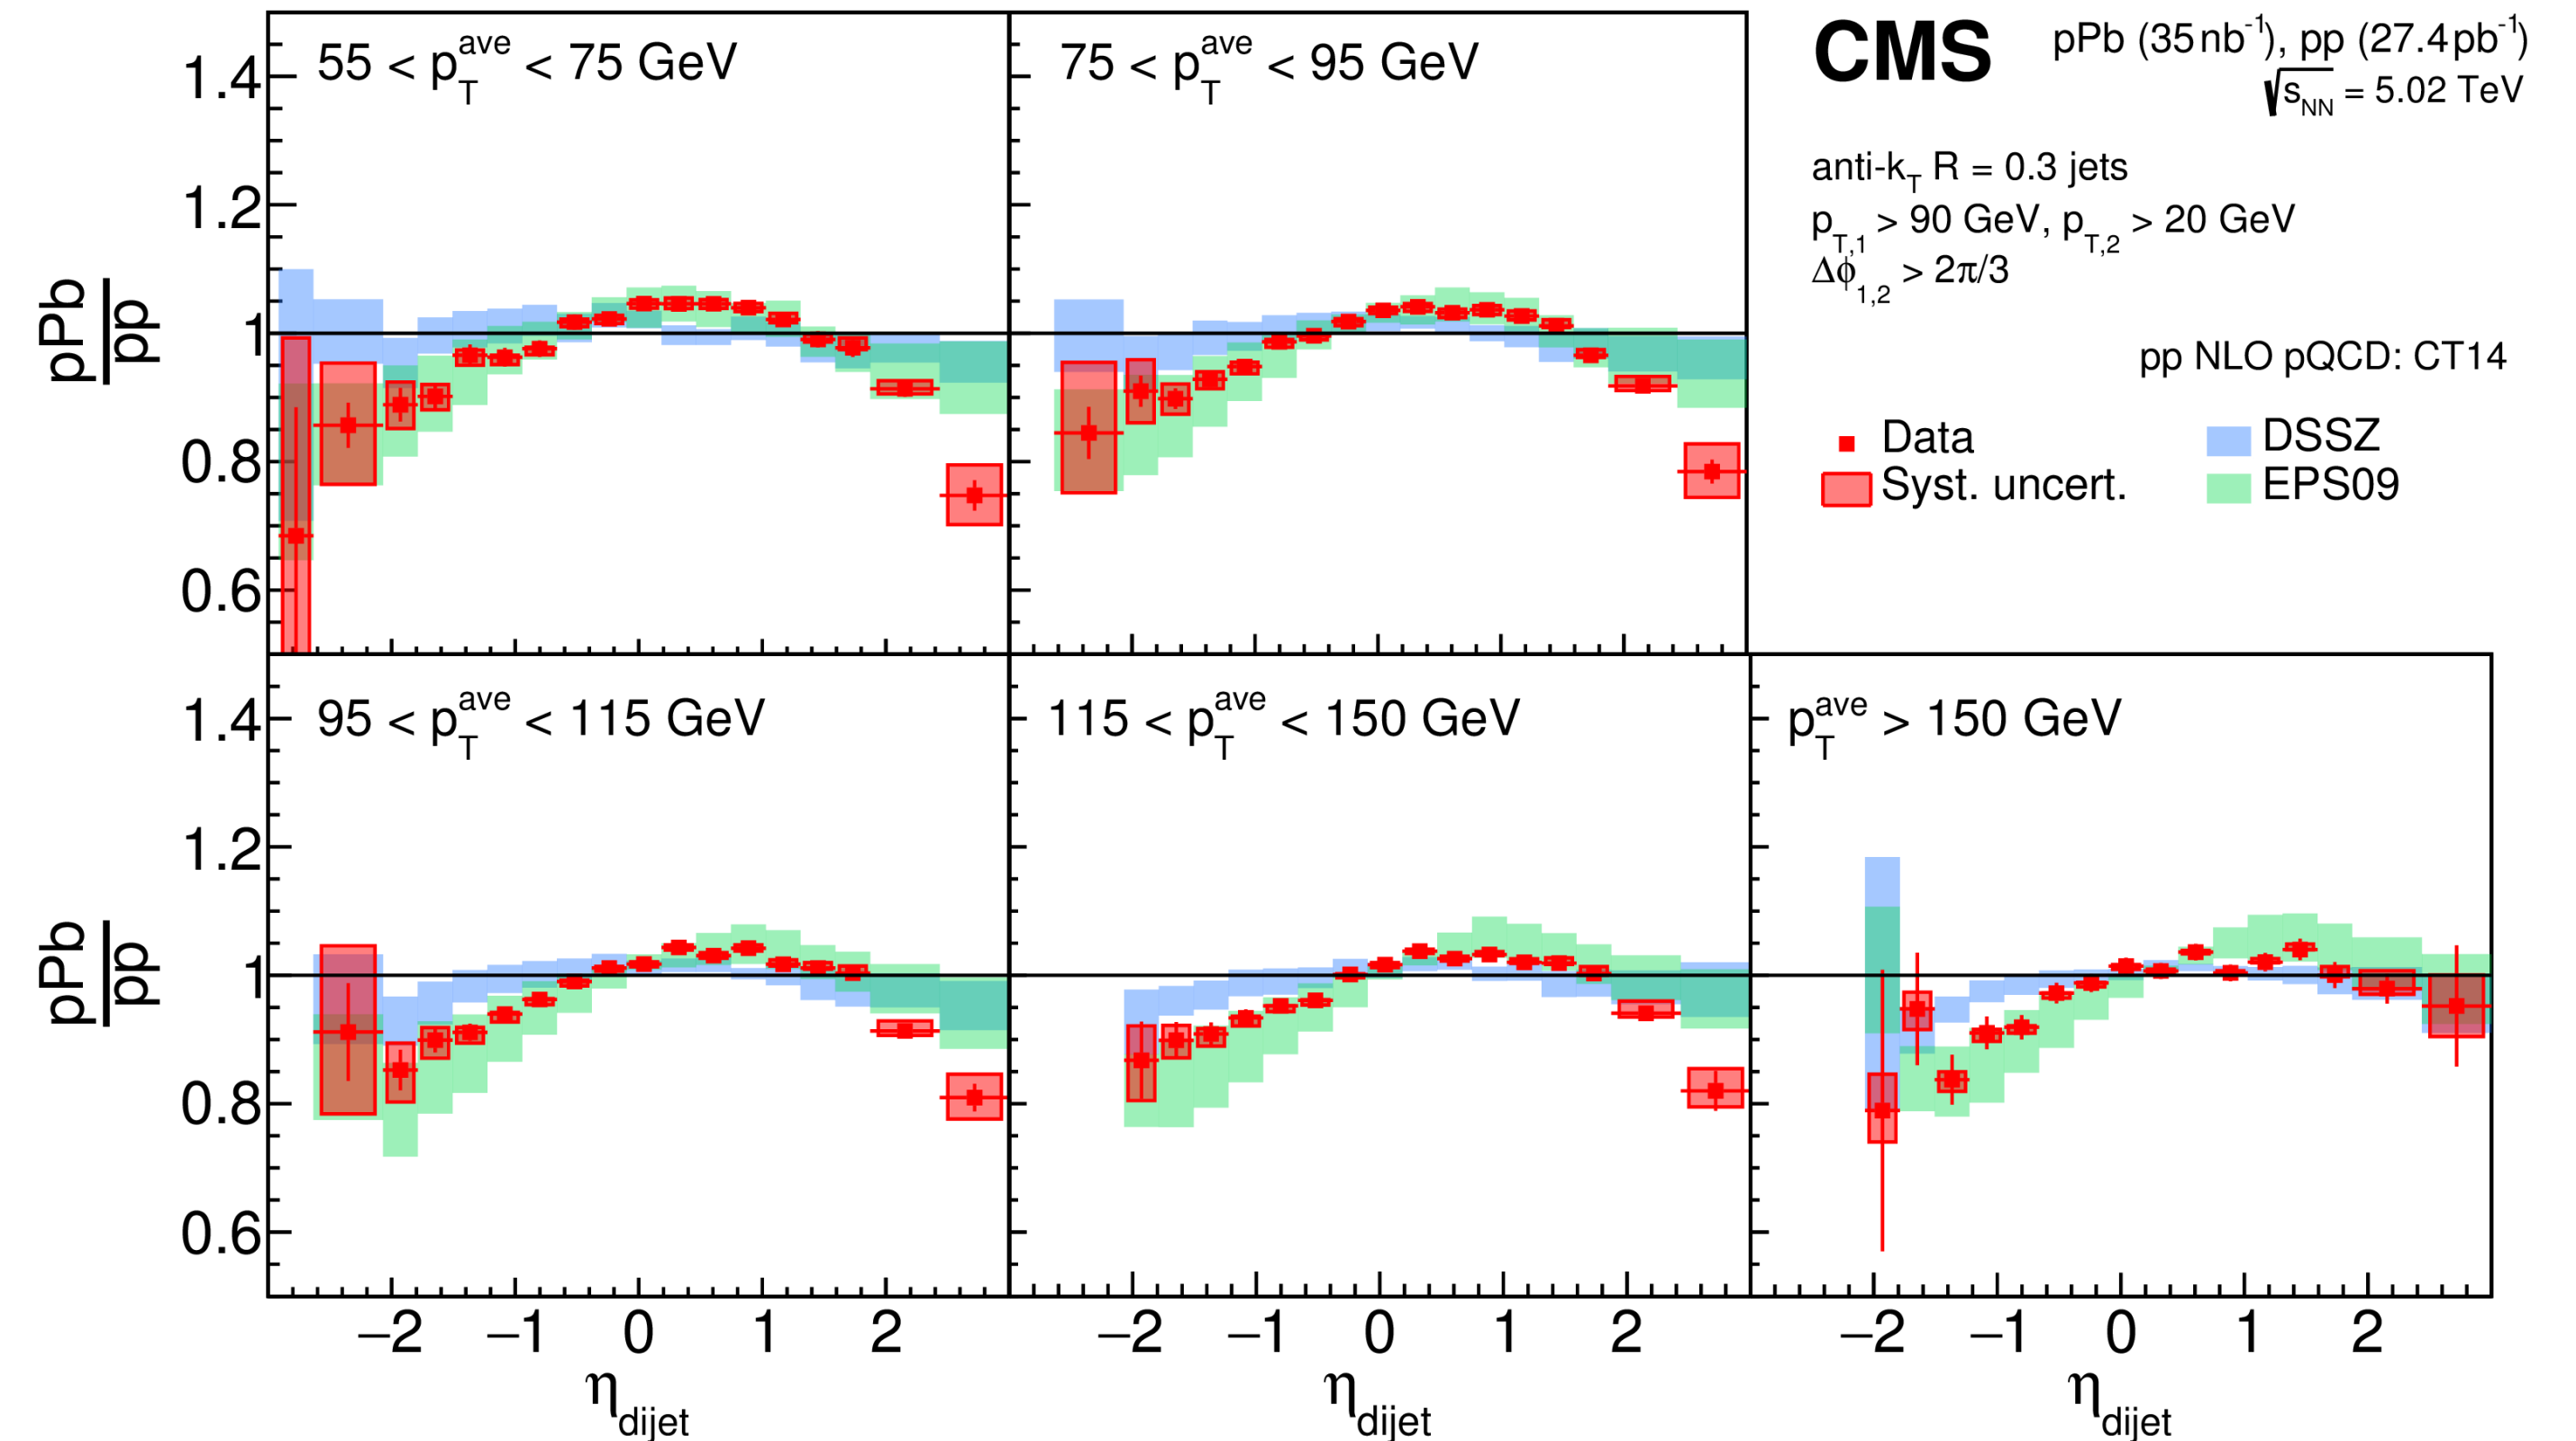 CMS pPb (35 nb⁻¹), pp (27.4 pb⁻¹)
√s_NN = 5.02 TeV
anti-k_T R = 0.3 jets
p_T,1 > 90 GeV, p_T,2 > 20 GeV
Δϕ_1,2 > 2π/3
pp NLO pQCD: CT14
Data DSSZ
Syst. uncert. EPS09
55 < p_T^ave < 75 GeV
75 < p_T^ave < 95 GeV
1.4
1.2
1
0.8
0.6
pPb
pp
95 < p_T^ave < 115 GeV
115 < p_T^ave < 150 GeV
p_T^ave > 150 GeV
1.4
1.2
1
0.8
0.6
pPb
pp
−2 −1 0 1 2
−2 −1 0 1 2
−2 −1 0 1 2
η_dijet
η_dijet
η_dijet